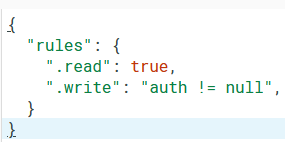 {
  "rules": {
    ".read": true,
    ".write": "auth != null",
  }
}